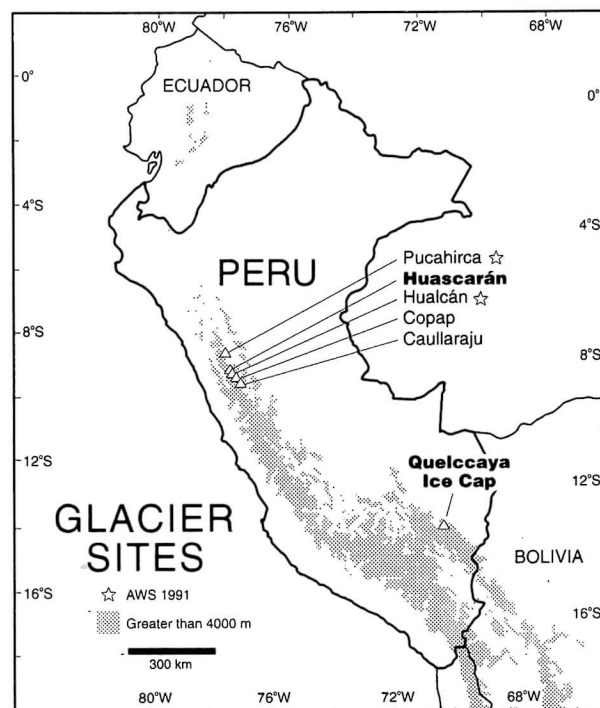 80°W 76°W 72°W 68°W
0° 0°
ECUADOR
4°S 4°S
PERU
Pucahirca ☆
Huascarán
Hualcán ☆
Copap
Caullaraju
8°S 8°S
12°S 12°S
Quelccaya
Ice Cap
GLACIER
SITES
BOLIVIA
☆ AWS 1991
16°S 16°S
Greater than 4000 m
300 km
80°W 76°W 72°W 68°W